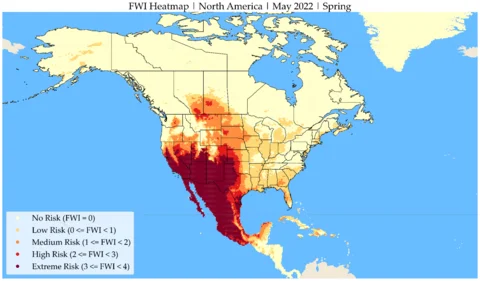 FWI Heatmap | North America | May 2022 | Spring
No Risk (FWI = 0)
Low Risk (0 <= FWI < 1)
Medium Risk (1 <= FWI < 2)
High Risk (2 <= FWI < 3)
Extreme Risk (3 <= FWI < 4)